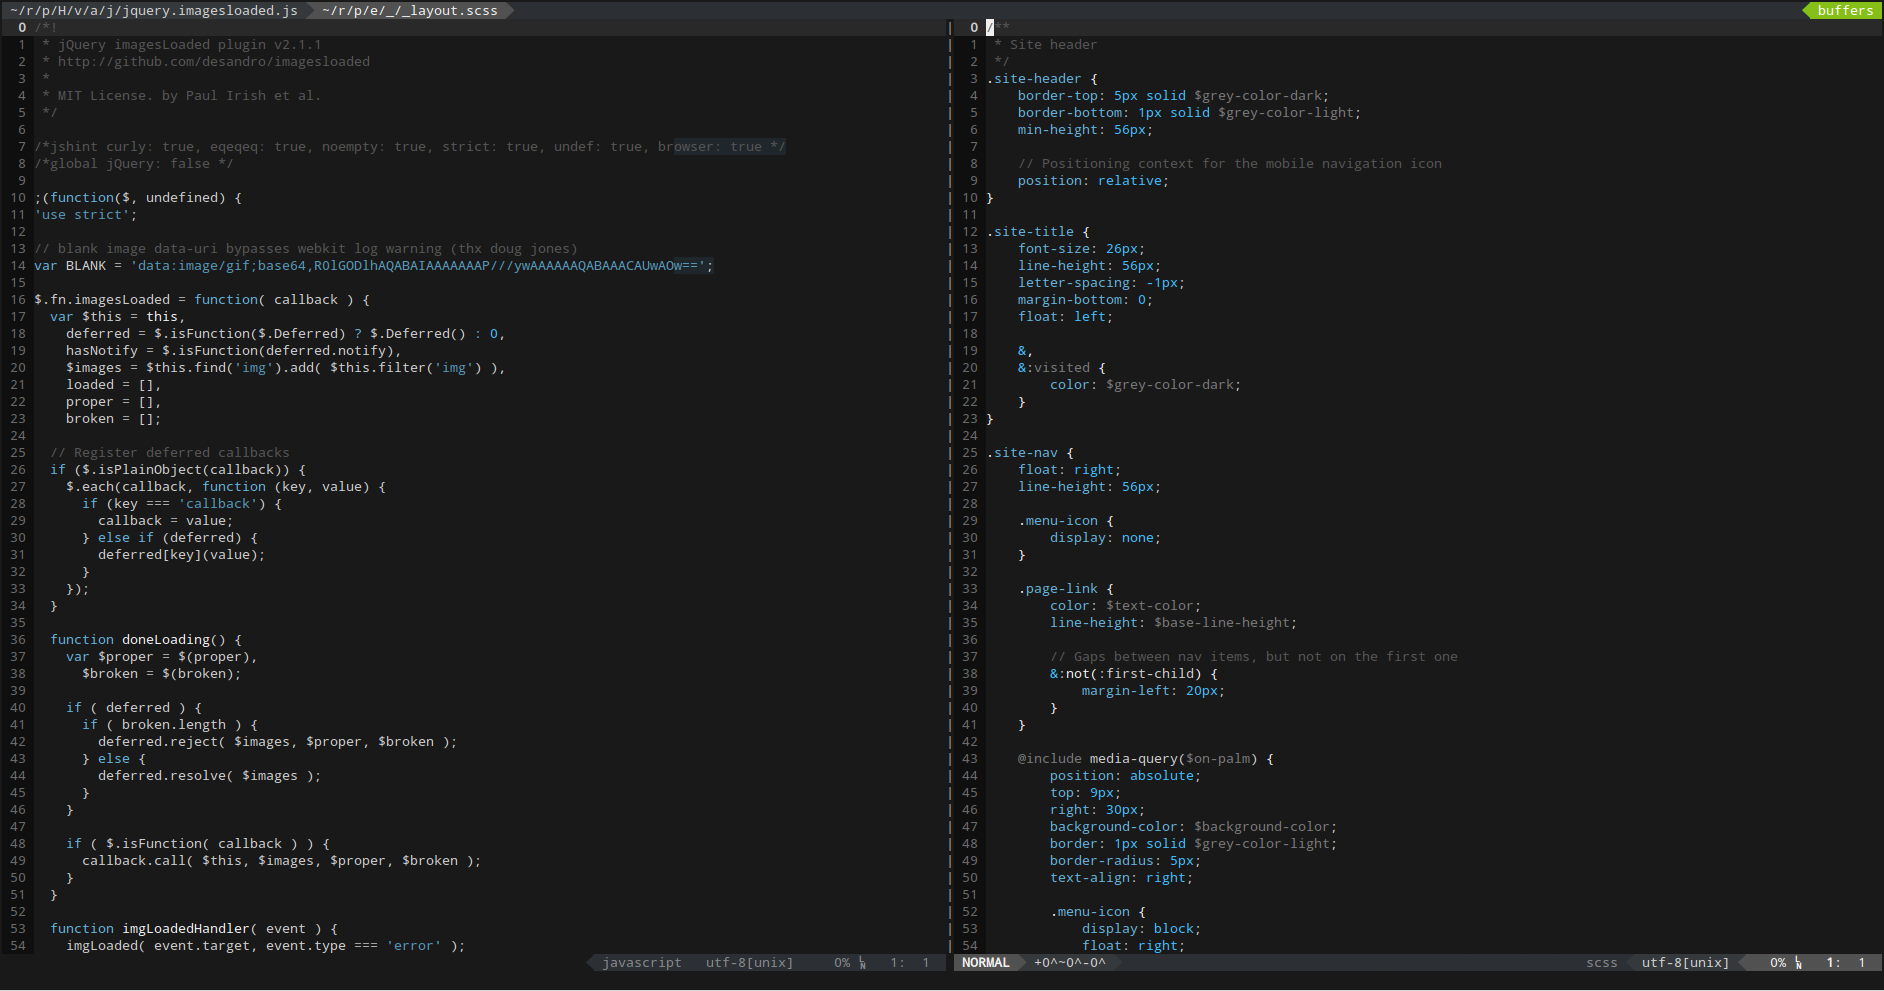 ~/r/p/H/v/a/j/jquery.imagesloaded.js  ~/r/p/e/_/_layout.scss  buffers
0 /*!
1  * jQuery imagesLoaded plugin v2.1.1
2  * http://github.com/desandro/imagesloaded
3  *
4  * MIT License. by Paul Irish et al.
5  */
6
7 /*jshint curly: true, eqeqeq: true, noempty: true, strict: true, undef: true, browser: true */
8 /*global jQuery: false */
9
10 ;(function($, undefined) {
11 'use strict';
12
13 // blank image data-uri bypasses webkit log warning (thx doug jones)
14 var BLANK = 'data:image/gif;base64,R0lGODlhAQABAIAAAAAAAP///ywAAAAAAQABAAACAUwAOw==';
15
16 $.fn.imagesLoaded = function( callback ) {
17   var $this = this,
18     deferred = $.isFunction($.Deferred) ? $.Deferred() : 0,
19     hasNotify = $.isFunction(deferred.notify),
20     $images = $this.find('img').add( $this.filter('img') ),
21     loaded = [],
22     proper = [],
23     broken = [];
24
25   // Register deferred callbacks
26   if ($.isPlainObject(callback)) {
27     $.each(callback, function (key, value) {
28       if (key === 'callback') {
29         callback = value;
30       } else if (deferred) {
31         deferred[key](value);
32       }
33     });
34   }
35
36   function doneLoading() {
37     var $proper = $(proper),
38       $broken = $(broken);
39
40     if ( deferred ) {
41       if ( broken.length ) {
42         deferred.reject( $images, $proper, $broken );
43       } else {
44         deferred.resolve( $images );
45       }
46     }
47
48     if ( $.isFunction( callback ) ) {
49       callback.call( $this, $images, $proper, $broken );
50     }
51   }
52
53   function imgLoadedHandler( event ) {
54     imgLoaded( event.target, event.type === 'error' );
javascript  utf-8[unix]  0% LN 1: 1
0 /**
1  * Site header
2  */
3 .site-header {
4     border-top: 5px solid $grey-color-dark;
5     border-bottom: 1px solid $grey-color-light;
6     min-height: 56px;
7
8     // Positioning context for the mobile navigation icon
9     position: relative;
10 }
11
12 .site-title {
13     font-size: 26px;
14     line-height: 56px;
15     letter-spacing: -1px;
16     margin-bottom: 0;
17     float: left;
18
19     &,
20     &:visited {
21         color: $grey-color-dark;
22     }
23 }
24
25 .site-nav {
26     float: right;
27     line-height: 56px;
28
29     .menu-icon {
30         display: none;
31     }
32
33     .page-link {
34         color: $text-color;
35         line-height: $base-line-height;
36
37         // Gaps between nav items, but not on the first one
38         &:not(:first-child) {
39             margin-left: 20px;
40         }
41     }
42
43     @include media-query($on-palm) {
44         position: absolute;
45         top: 9px;
46         right: 30px;
47         background-color: $background-color;
48         border: 1px solid $grey-color-light;
49         border-radius: 5px;
50         text-align: right;
51
52         .menu-icon {
53             display: block;
54             float: right;
NORMAL  +0^~0^-0^  scss  utf-8[unix]  0% LN 1: 1